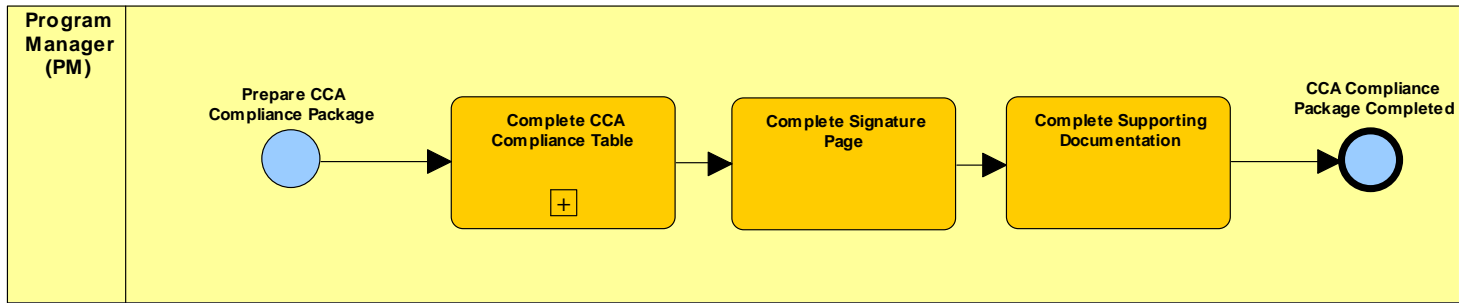 Program
Manager
(PM)
Prepare CCA
Compliance Package
Complete CCA
Compliance Table
+
Complete Signature
Page
Complete Supporting
Documentation
CCA Compliance
Package Completed